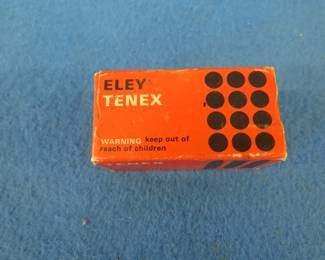 ELEY
TENEX
WARNING keep out of
reach of children